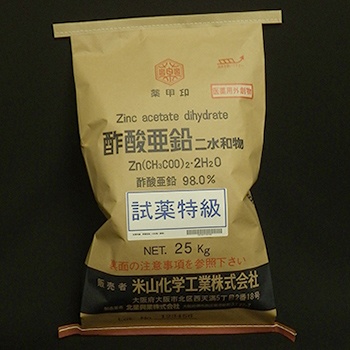 薬甲印
医薬用外劇物
Zinc acetate dihydrate
酢酸亜鉛二水和物
Zn(CH3COO)2・2H2O
酢酸亜鉛 98.0%
試薬特級
NET. 25 Kg
裏面の注意事項を参照下さい
販売者 米山化学工業株式会社